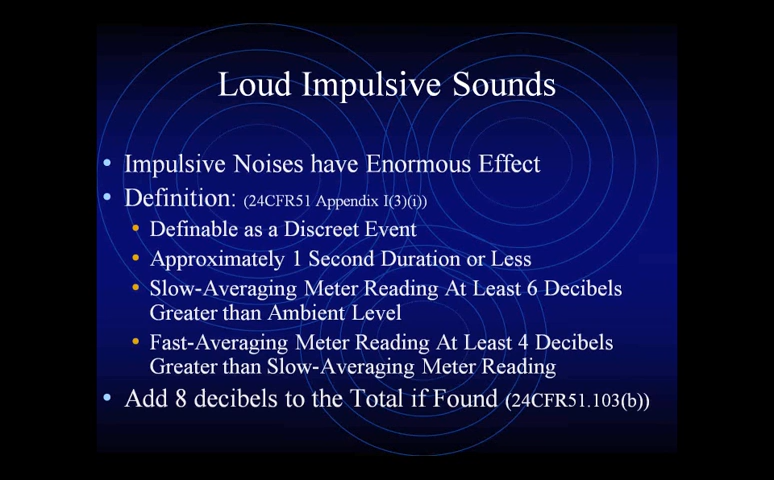 Loud Impulsive Sounds
• Impulsive Noises have Enormous Effect
• Definition: (24CFR51 Appendix I(3)(i))
• Definable as a Discreet Event
• Approximately 1 Second Duration or Less
• Slow-Averaging Meter Reading At Least 6 Decibels
Greater than Ambient Level
• Fast-Averaging Meter Reading At Least 4 Decibels
Greater than Slow-Averaging Meter Reading
• Add 8 decibels to the Total if Found (24CFR51.103(b))